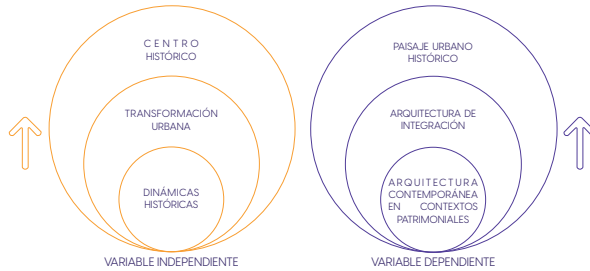 CENTRO
HISTÓRICO
TRANSFORMACIÓN
URBANA
DINÁMICAS
HISTÓRICAS
VARIABLE INDEPENDIENTE
PAISAJE URBANO
HISTÓRICO
ARQUITECTURA DE
INTEGRACIÓN
ARQUITECTURA
CONTEMPORÁNEA
EN CONTEXTOS
PATRIMONIALES
VARIABLE DEPENDIENTE